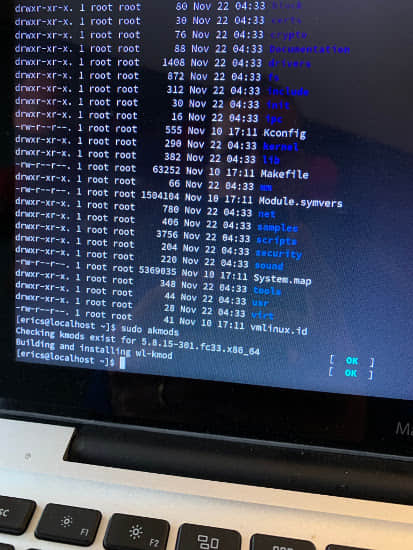 drwxr-xr-x. 1 root root 80 Nov 22 04:33
drwxr-xr-x. 1 root root 30 Nov 22 04:33 certs
drwxr-xr-x. 1 root root 76 Nov 22 04:33 crypto
drwxr-xr-x. 1 root root 88 Nov 22 04:33 Documentation
drwxr-xr-x. 1 root root 1408 Nov 22 04:33 drivers
drwxr-xr-x. 1 root root 872 Nov 22 04:33 fs
drwxr-xr-x. 1 root root 312 Nov 22 04:33 include
drwxr-xr-x. 1 root root 30 Nov 22 04:33 init
drwxr-xr-x. 1 root root 16 Nov 22 04:33 ipc
-rw-r--r--. 1 root root 555 Nov 10 17:11 Kconfig
drwxr-xr-x. 1 root root 290 Nov 22 04:33 kernel
drwxr-xr-x. 1 root root 382 Nov 22 04:33 lib
-rw-r--r--. 1 root root 63252 Nov 10 17:11 Makefile
drwxr-xr-x. 1 root root 66 Nov 22 04:33 mm
-rw-r--r--. 1 root root 1504104 Nov 10 17:11 Module.symvers
drwxr-xr-x. 1 root root 780 Nov 22 04:33 net
drwxr-xr-x. 1 root root 406 Nov 22 04:33 samples
drwxr-xr-x. 1 root root 3756 Nov 22 04:33 scripts
drwxr-xr-x. 1 root root 204 Nov 22 04:33 security
drwxr-xr-x. 1 root root 220 Nov 22 04:33 sound
-rw-r--r--. 1 root root 5369035 Nov 10 17:11 System.map
drwxr-xr-x. 1 root root 348 Nov 22 04:33 tools
drwxr-xr-x. 1 root root 44 Nov 22 04:33 usr
drwxr-xr-x. 1 root root 28 Nov 22 04:33 virt
-rw-r--r--. 1 root root 41 Nov 10 17:11 vmlinux.id
[erics@localhost ~]$ sudo akmods
Checking kmods exist for 5.8.15-301.fc33.x86_64 [ OK ]
Building and installing wl-kmod [ OK ]
[erics@localhost ~]$
F1
F2